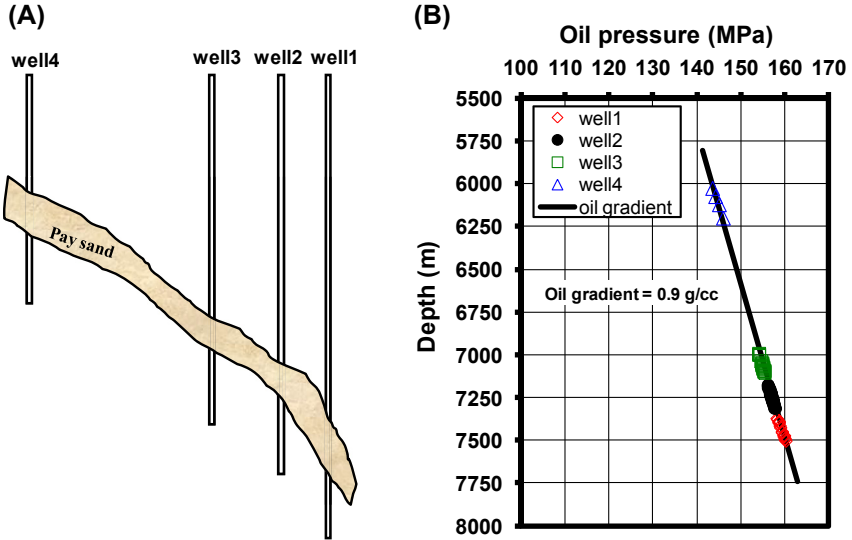 (A)
well4
well3
well2
well1
Pay sand
(B)
Oil pressure (MPa)
100 110 120 130 140 150 160 170
Depth (m)
5500
5750
6000
6250
6500
6750
7000
7250
7500
7750
8000
well1
well2
well3
well4
oil gradient
Oil gradient = 0.9 g/cc